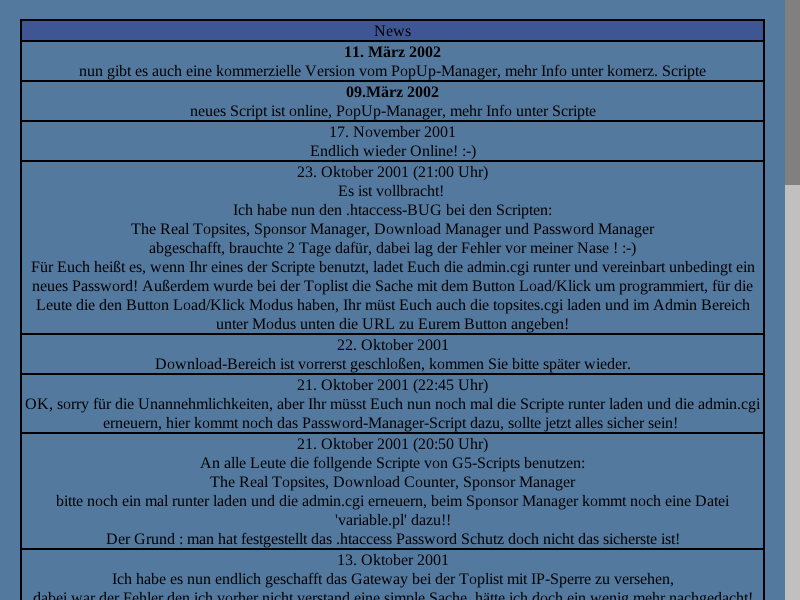 News
11. März 2002
nun gibt es auch eine kommerzielle Version vom PopUp-Manager, mehr Info unter komerz. Scripte
09.März 2002
neues Script ist online, PopUp-Manager, mehr Info unter Scripte
17. November 2001
Endlich wieder Online! :-)
23. Oktober 2001 (21:00 Uhr)
Es ist vollbracht!
Ich habe nun den .htaccess-BUG bei den Scripten:
The Real Topsites, Sponsor Manager, Download Manager und Password Manager
abgeschafft, brauchte 2 Tage dafür, dabei lag der Fehler vor meiner Nase ! :-)
Für Euch heißt es, wenn Ihr eines der Scripte benutzt, ladet Euch die admin.cgi runter und vereinbart unbedingt ein
neues Password! Außerdem wurde bei der Toplist die Sache mit dem Button Load/Klick um programmiert, für die
Leute die den Button Load/Klick Modus haben, Ihr müst Euch auch die topsites.cgi laden und im Admin Bereich
unter Modus unten die URL zu Eurem Button angeben!
22. Oktober 2001
Download-Bereich ist vorrerst geschloßen, kommen Sie bitte später wieder.
21. Oktober 2001 (22:45 Uhr)
OK, sorry für die Unannehmlichkeiten, aber Ihr müsst Euch nun noch mal die Scripte runter laden und die admin.cgi
erneuern, hier kommt noch das Password-Manager-Script dazu, sollte jetzt alles sicher sein!
21. Oktober 2001 (20:50 Uhr)
An alle Leute die follgende Scripte von G5-Scripts benutzen:
The Real Topsites, Download Counter, Sponsor Manager
bitte noch ein mal runter laden und die admin.cgi erneuern, beim Sponsor Manager kommt noch eine Datei
'variable.pl' dazu!!
Der Grund : man hat festgestellt das .htaccess Password Schutz doch nicht das sicherste ist!
13. Oktober 2001
Ich habe es nun endlich geschafft das Gateway bei der Toplist mit IP-Sperre zu versehen,
dabei war der Fehler den ich vorher nicht verstand eine simple Sache, hätte ich doch ein wenig mehr nachgedacht!